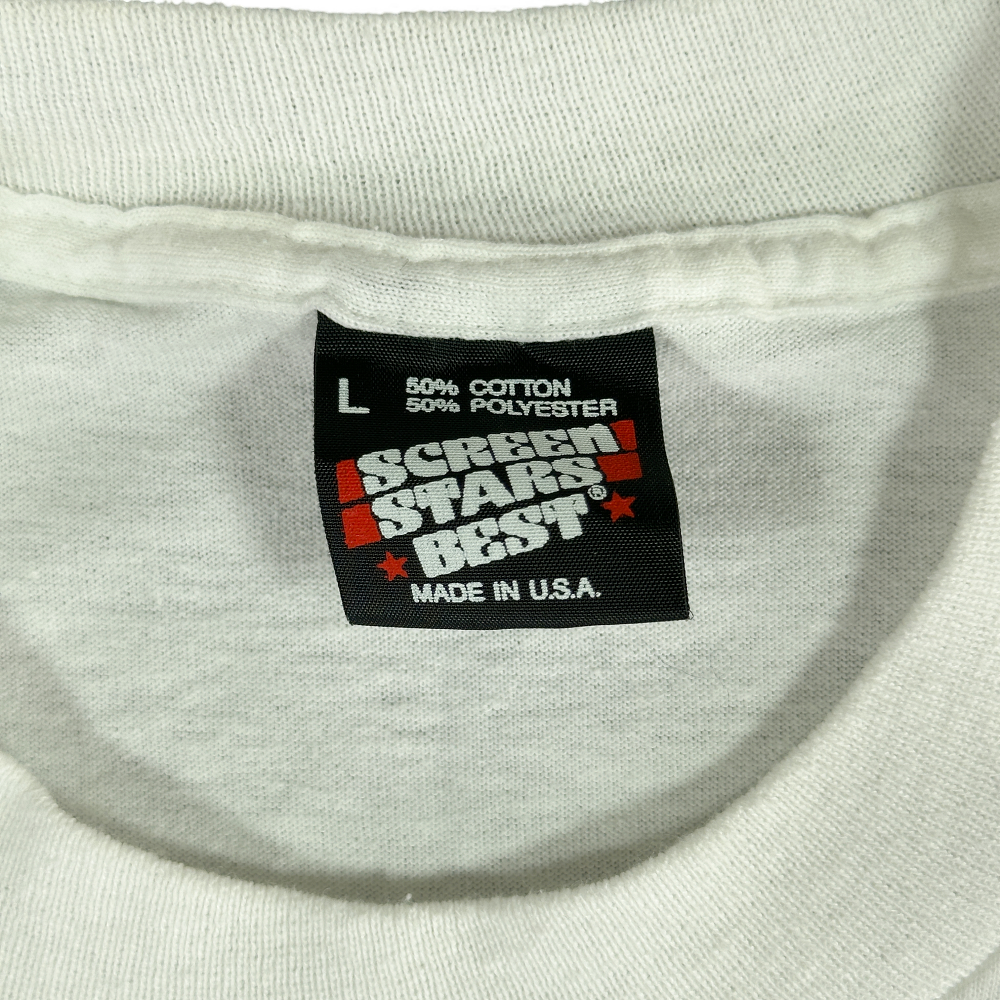 L
50% COTTON
50% POLYESTER
SCREEN
STARS
BEST®
MADE IN U.S.A.